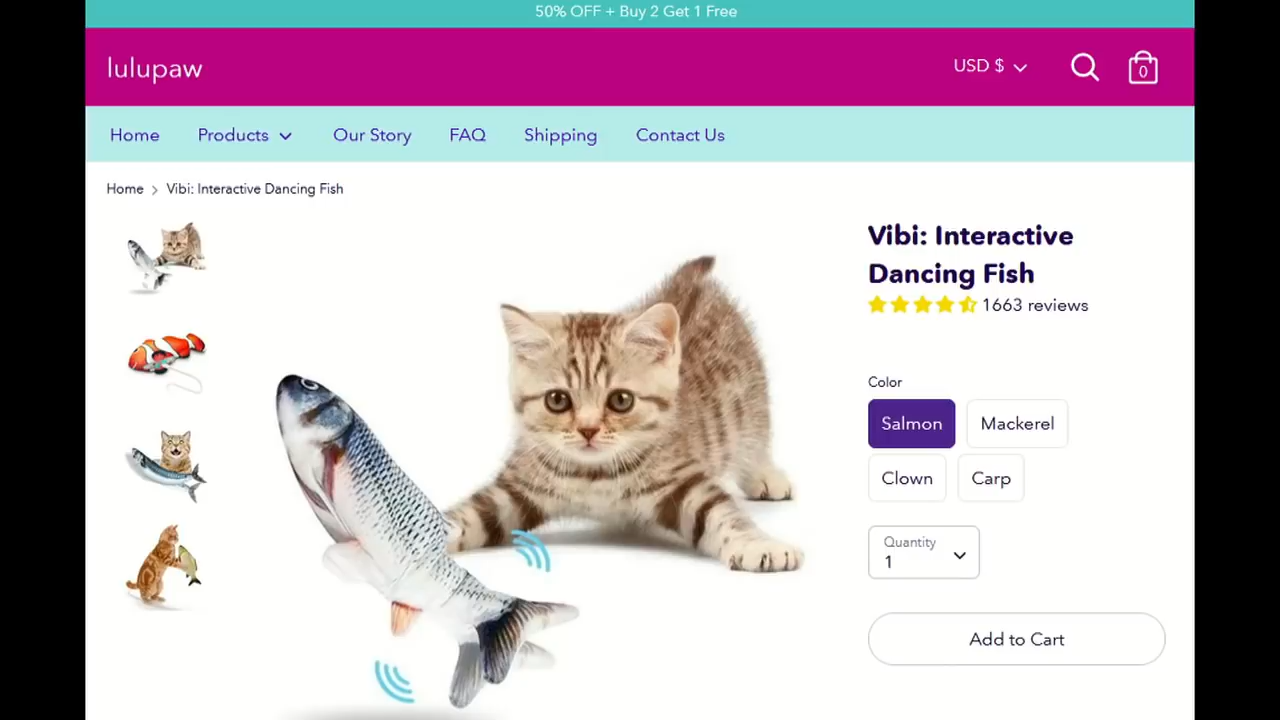 50% OFF + Buy 2 Get 1 Free
lulupaw
USD $
0
Home Products Our Story FAQ Shipping Contact Us
Home > Vibi: Interactive Dancing Fish
Vibi: Interactive
Dancing Fish
1663 reviews
Color
Salmon Mackerel
Clown Carp
Quantity
1
Add to Cart